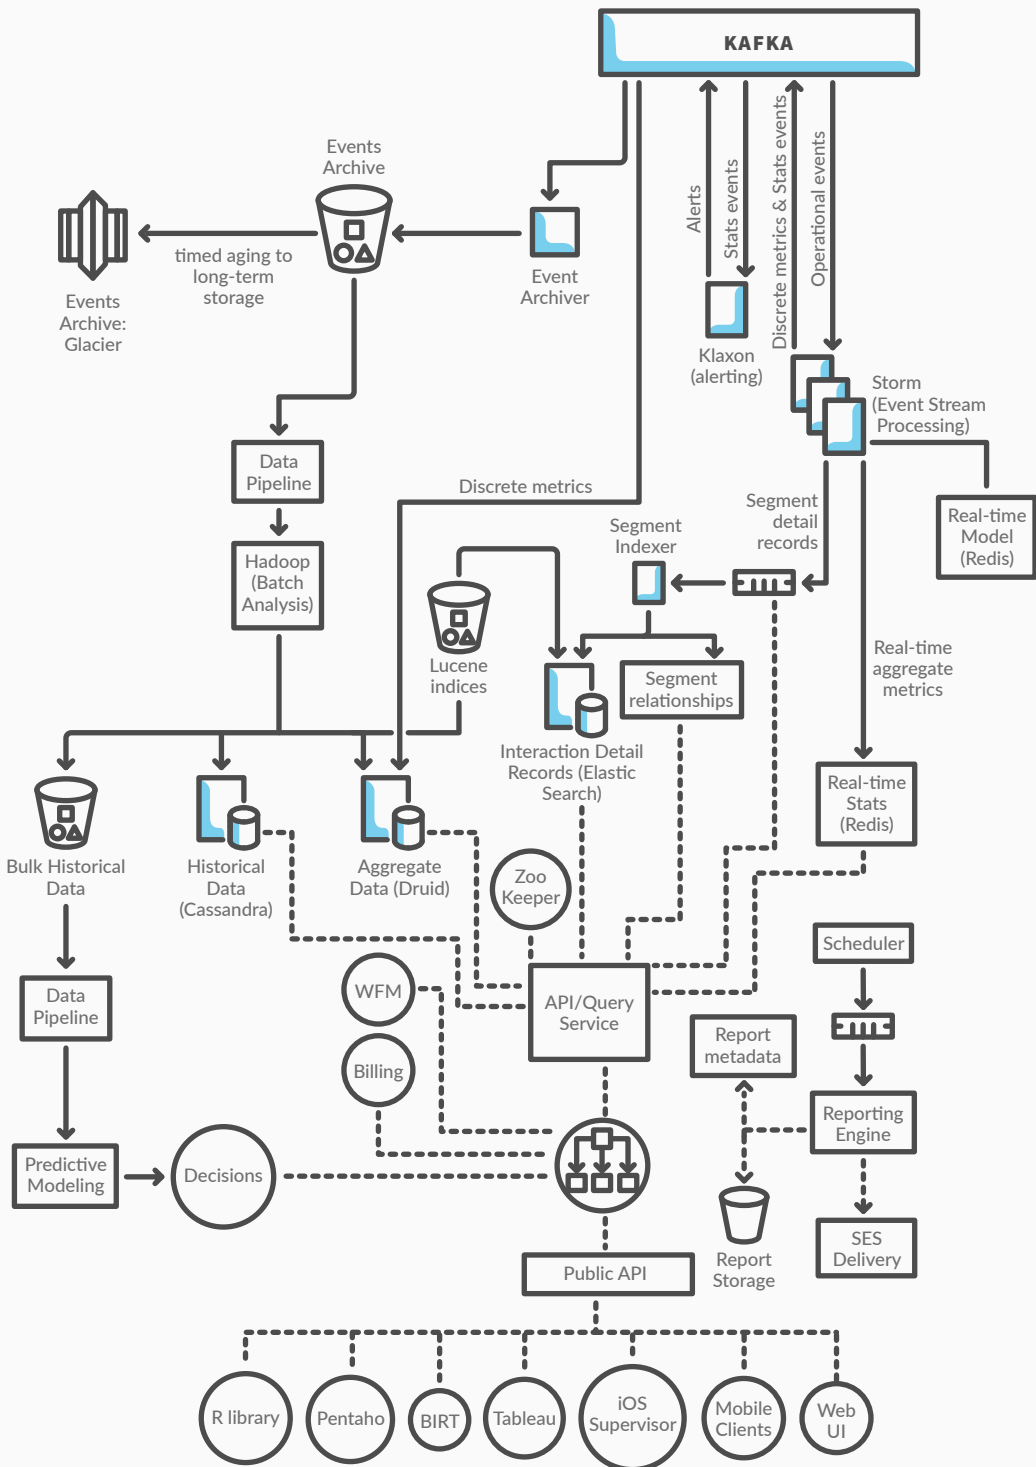 KAFKA
Events
Archive
Alerts
Stats events
Discrete metrics & Stats events
Operational events
timed aging to
long-term
storage
Events
Archive:
Glacier
Event
Archiver
Klaxon
(alerting)
Storm
(Event Stream
Processing)
Data
Pipeline
Discrete metrics
Segment
detail
records
Real-time
Model
(Redis)
Hadoop
(Batch
Analysis)
Segment
Indexer
Lucene
indices
Segment
relationships
Real-time
aggregate
metrics
Interaction Detail
Records (Elastic
Search)
Real-time
Stats
(Redis)
Bulk Historical
Data
Historical
Data
(Cassandra)
Aggregate
Data (Druid)
Zoo
Keeper
Scheduler
WFM
API/Query
Service
Data
Pipeline
Report
metadata
Billing
Reporting
Engine
Predictive
Modeling
Decisions
SES
Delivery
Report
Storage
Public API
R library
Pentaho
BIRT
Tableau
iOS
Supervisor
Mobile
Clients
Web
UI